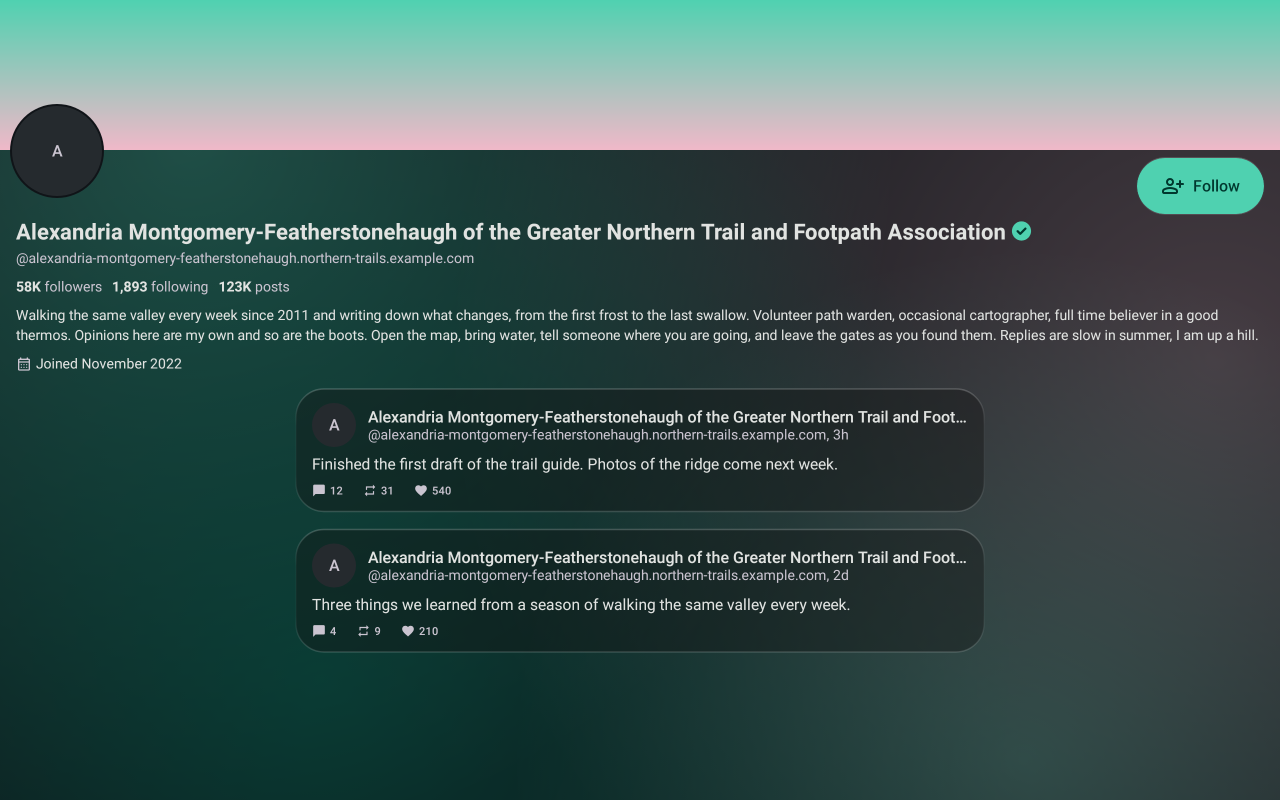 A
Follow
Alexandria Montgomery-Featherstonehaugh of the Greater Northern Trail and Footpath Association
@alexandria-montgomery-featherstonehaugh.northern-trails.example.com
58K followers 1,893 following 123K posts
Walking the same valley every week since 2011 and writing down what changes, from the first frost to the last swallow. Volunteer path warden, occasional cartographer, full time believer in a good
thermos. Opinions here are my own and so are the boots. Open the map, bring water, tell someone where you are going, and leave the gates as you found them. Replies are slow in summer, I am up a hill.
Joined November 2022
A
Alexandria Montgomery-Featherstonehaugh of the Greater Northern Trail and Foot…
@alexandria-montgomery-featherstonehaugh.northern-trails.example.com, 3h
Finished the first draft of the trail guide. Photos of the ridge come next week.
12 31 540
A
Alexandria Montgomery-Featherstonehaugh of the Greater Northern Trail and Foot…
@alexandria-montgomery-featherstonehaugh.northern-trails.example.com, 2d
Three things we learned from a season of walking the same valley every week.
4 9 210